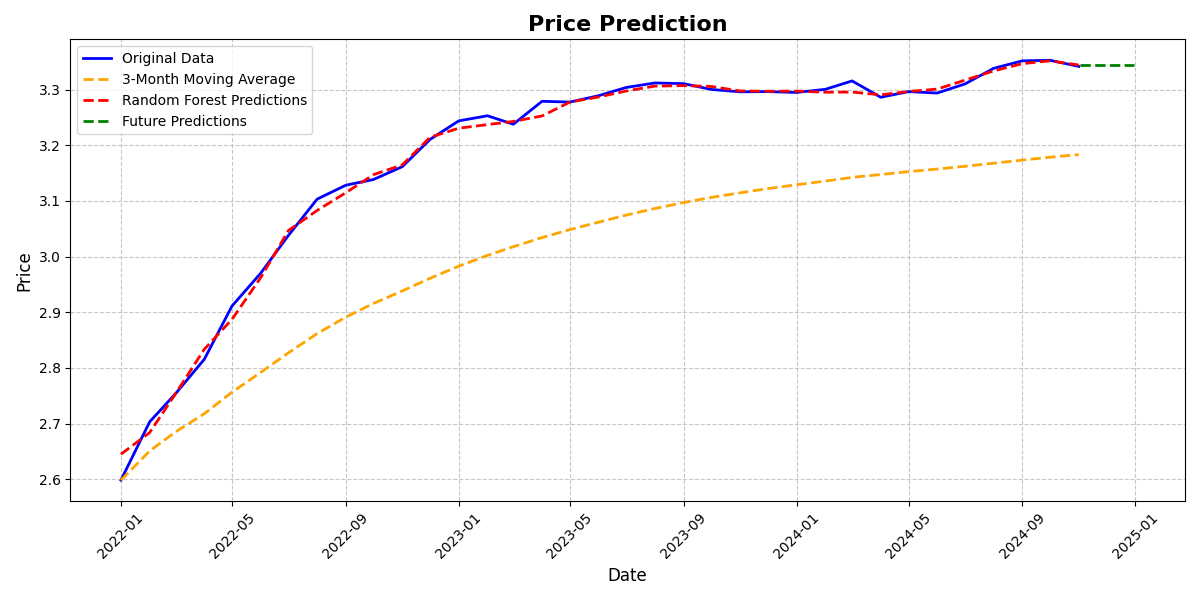 Price Prediction
Original Data
3-Month Moving Average
Random Forest Predictions
Future Predictions
Price
3.3
3.2
3.1
3.0
2.9
2.8
2.7
2.6
2022-01
2022-05
2022-09
2023-01
2023-05
2023-09
2024-01
2024-05
2024-09
2025-01
Date